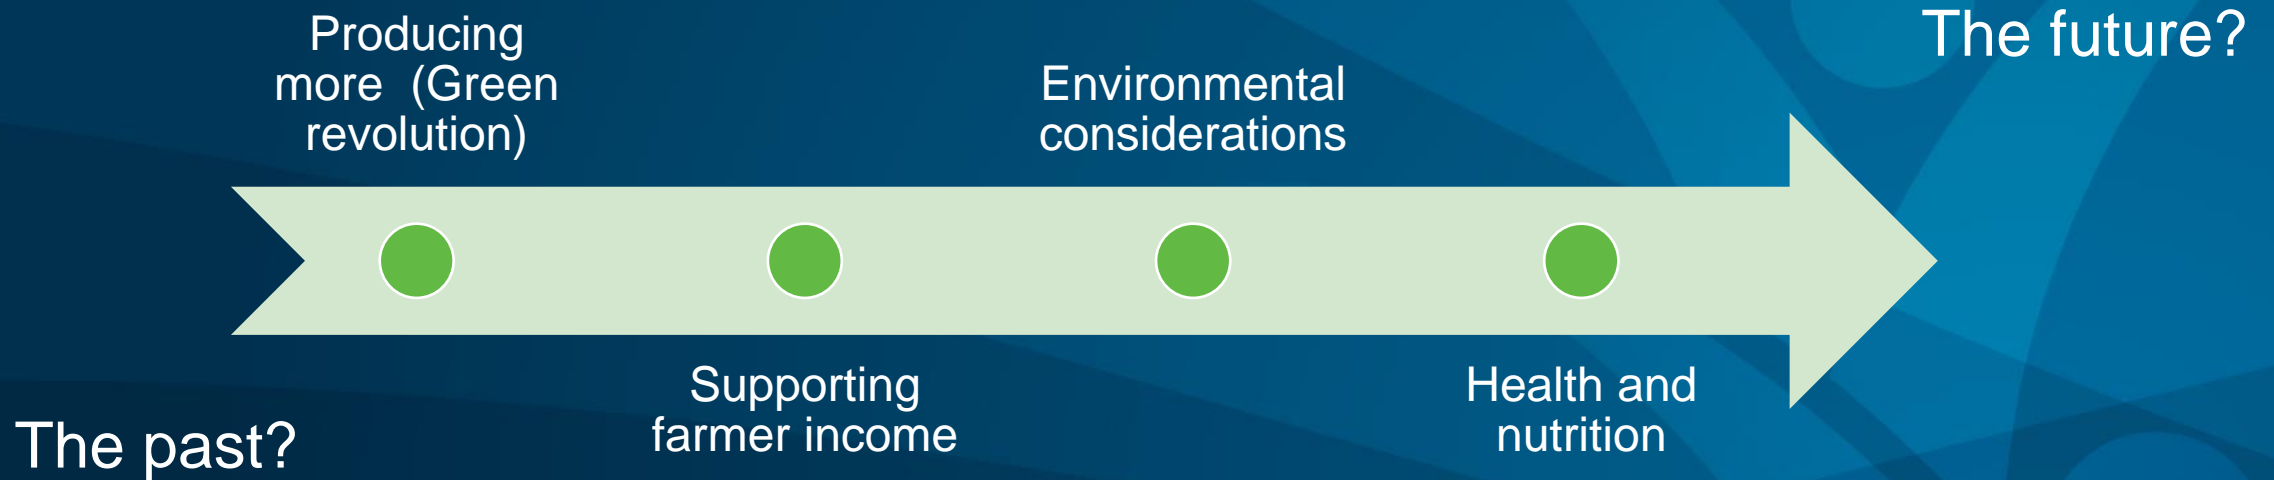 Producing
more (Green
revolution)
Environmental
considerations
The future?
The past?
Supporting
farmer income
Health and
nutrition